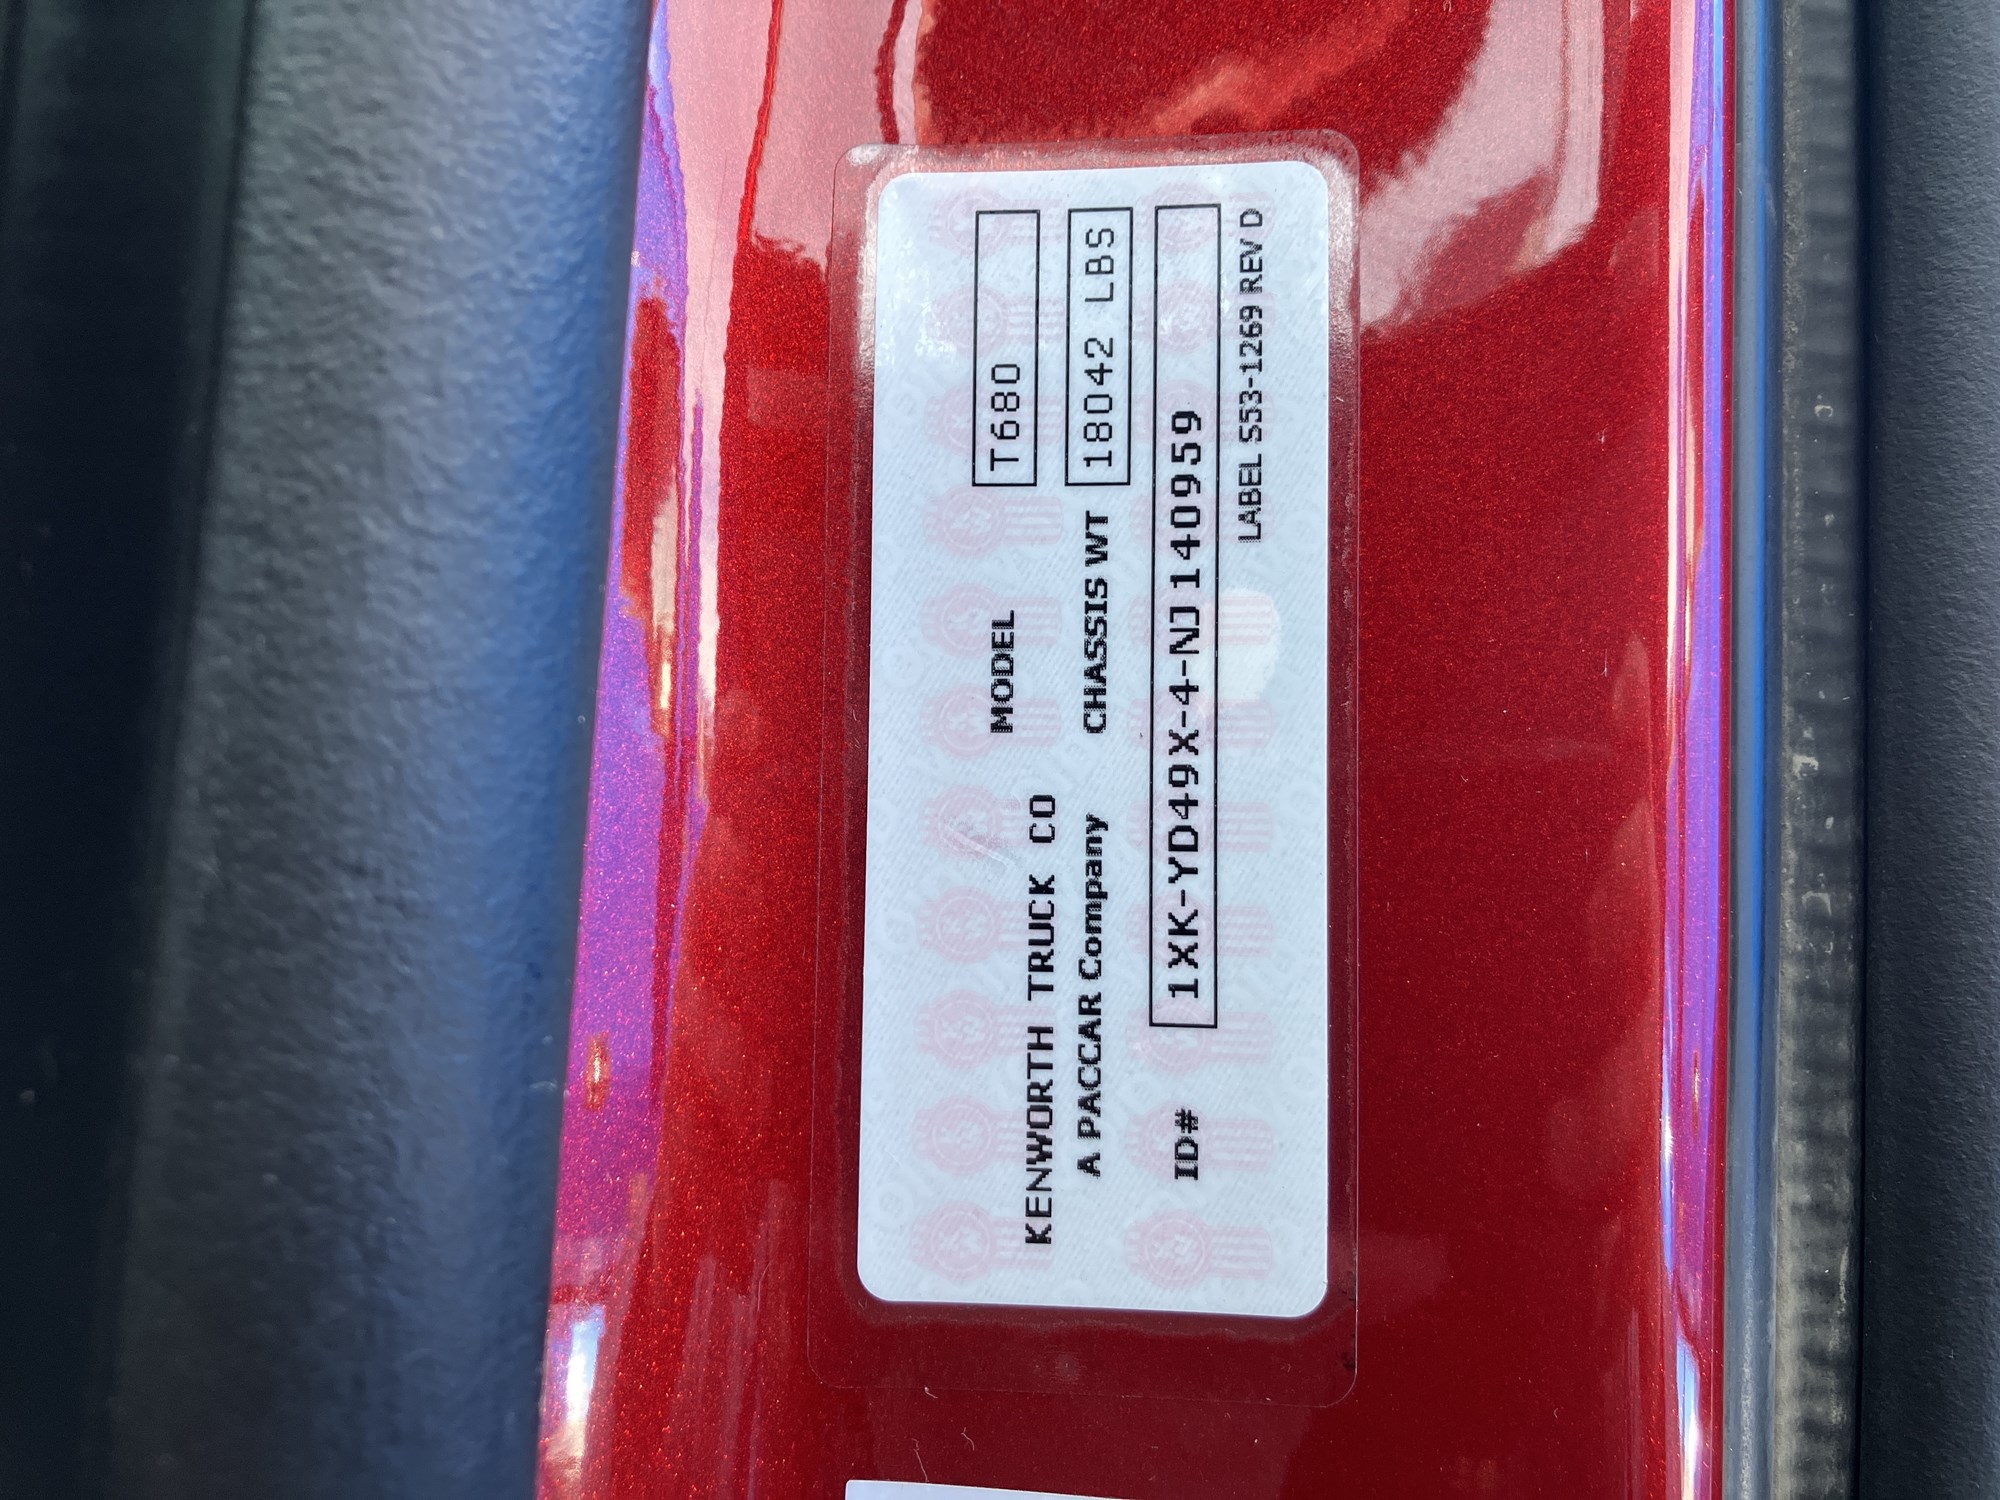 MODEL T680
KENWORTH TRUCK CO
A PACCAR Company
CHASSIS WT 18042 LBS
ID# 1XK-YD49X-4-NJ140959
LABEL S53-1269 REV D